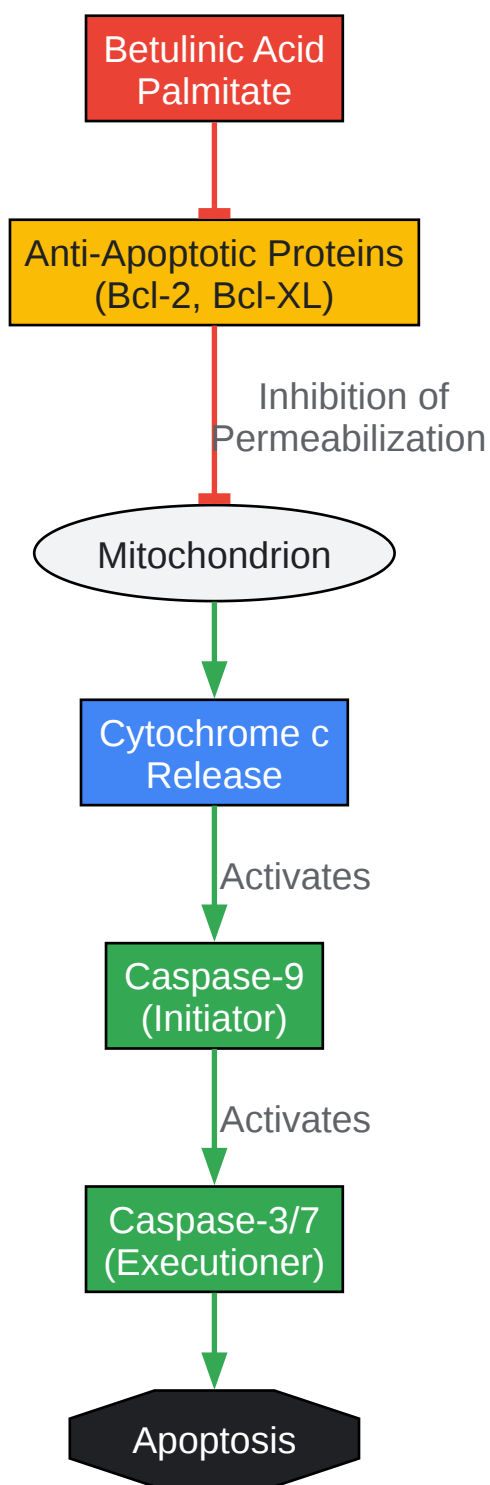 Betulinic Acid
Palmitate
Anti-Apoptotic Proteins
(Bcl-2, Bcl-XL)
Inhibition of
Permeabilization
Mitochondrion
Cytochrome c
Release
Activates
Caspase-9
(Initiator)
Activates
Caspase-3/7
(Executioner)
Apoptosis